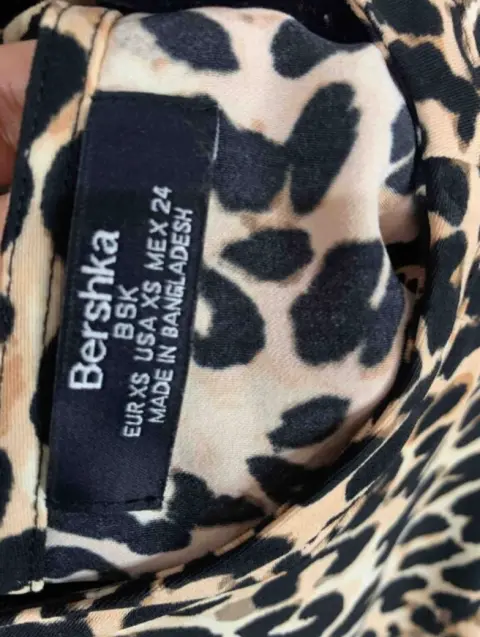 Bershka
BSK
EUR XS USA XS MEX 24
MADE IN BANGLADESH